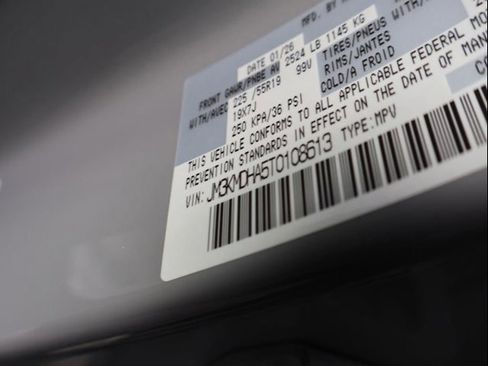 MFD. BY
DATE 01/26
FRONT GAWR/PNBE AV 2524 LB 1145 KG
WITH/AVEC 225 /55R19 99V TIRES/PNEUS WITH/
19X7J RIMS/JANTES
250 KPA/36 PSI COLD/A FROID
THIS VEHICLE CONFORMS TO ALL APPLICABLE FEDERAL
PREVENTION STANDARDS IN EFFECT ON THE DATE OF
VIN: JM3KMDHA5T0108613 TYPE: MPV